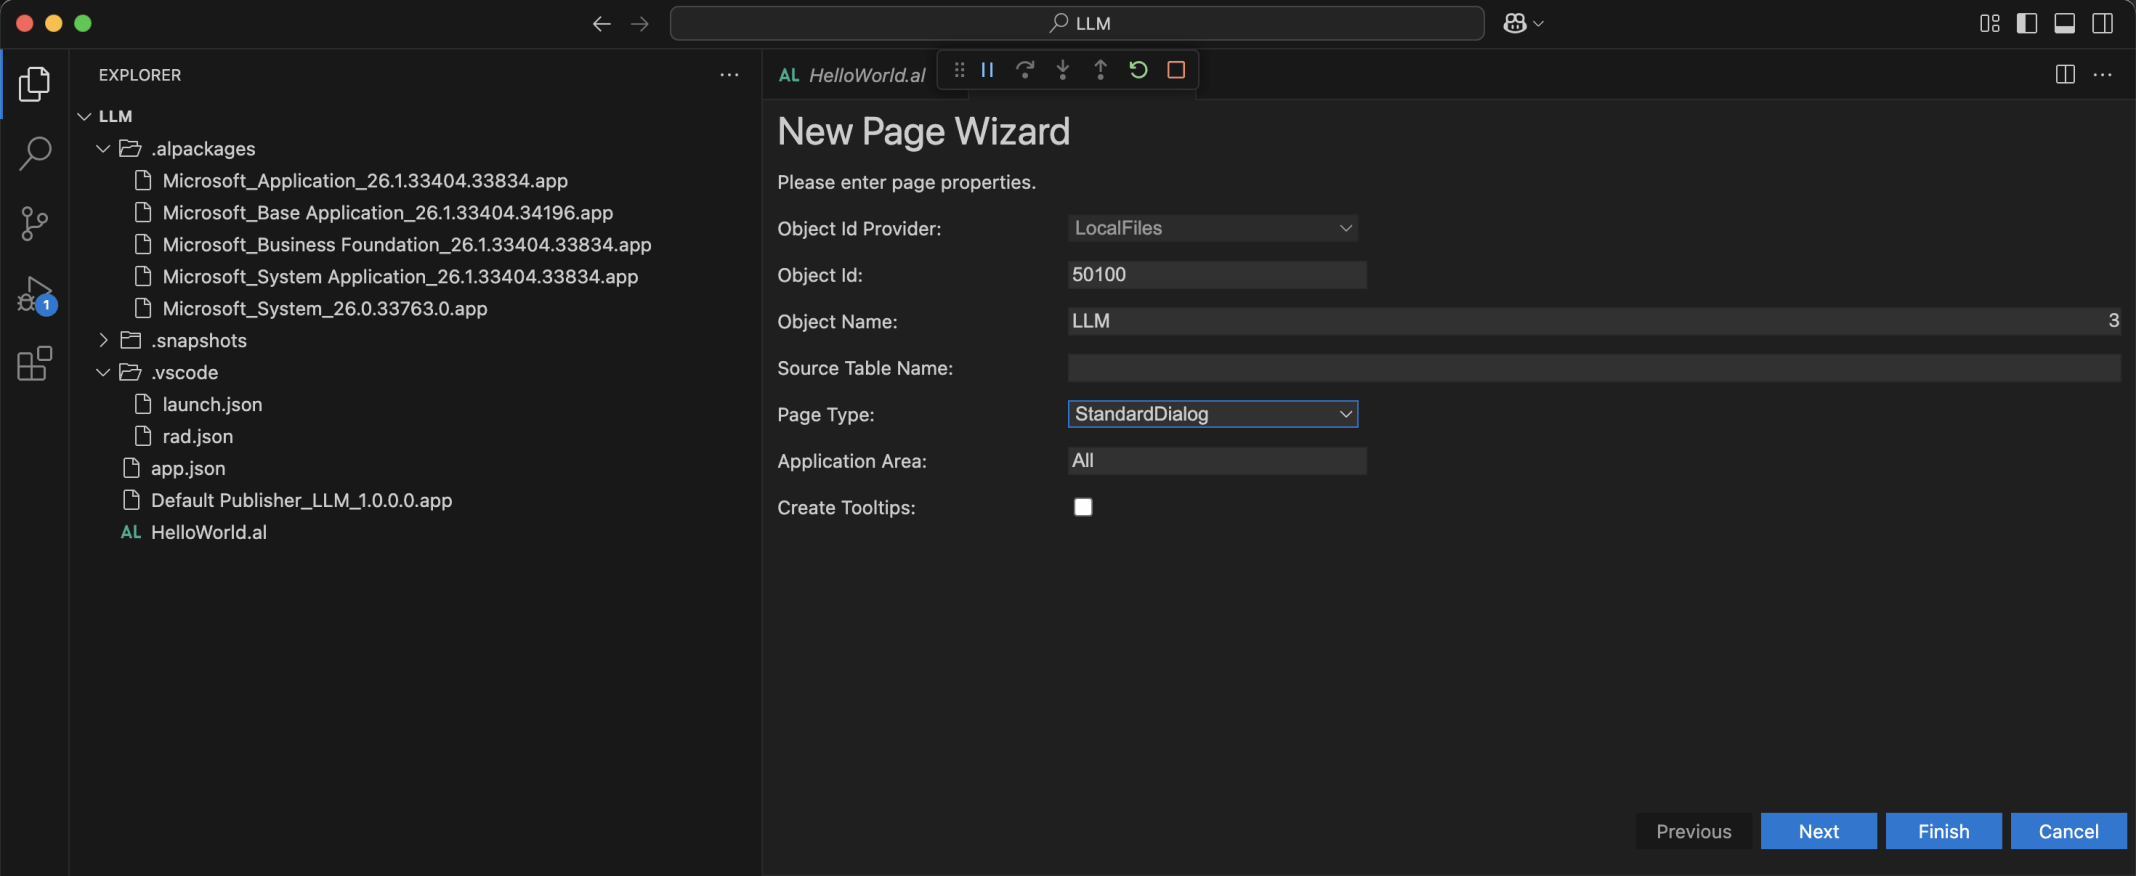 LLM
EXPLORER
LLM
.alpackages
Microsoft_Application_26.1.33404.33834.app
Microsoft_Base Application_26.1.33404.34196.app
Microsoft_Business Foundation_26.1.33404.33834.app
Microsoft_System Application_26.1.33404.33834.app
Microsoft_System_26.0.33763.0.app
.snapshots
.vscode
launch.json
rad.json
app.json
Default Publisher_LLM_1.0.0.0.app
AL HelloWorld.al
1
AL HelloWorld.al
New Page Wizard
Please enter page properties.
Object Id Provider: LocalFiles
Object Id: 50100
Object Name: LLM 3
Source Table Name:
Page Type: StandardDialog
Application Area: All
Create Tooltips:
Previous Next Finish Cancel